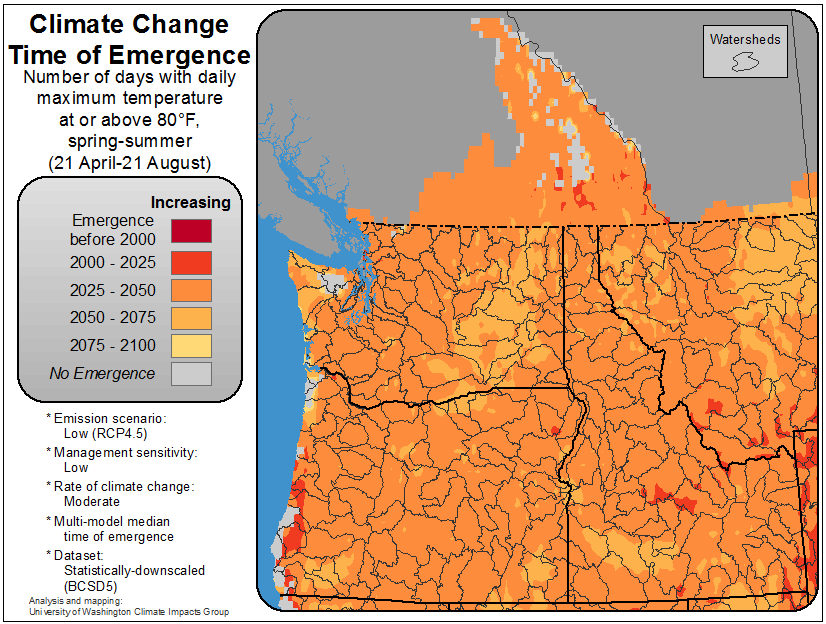 Climate Change
Time of Emergence
Number of days with daily
maximum temperature
at or above 80°F,
spring-summer
(21 April-21 August)
Increasing
Emergence
before 2000
2000 - 2025
2025 - 2050
2050 - 2075
2075 - 2100
No Emergence
* Emission scenario:
Low (RCP4.5)
* Management sensitivity:
Low
* Rate of climate change:
Moderate
* Multi-model median
time of emergence
* Dataset:
Statistically-downscaled
(BCSD5)
Analysis and mapping:
University of Washington Climate Impacts Group
Watersheds